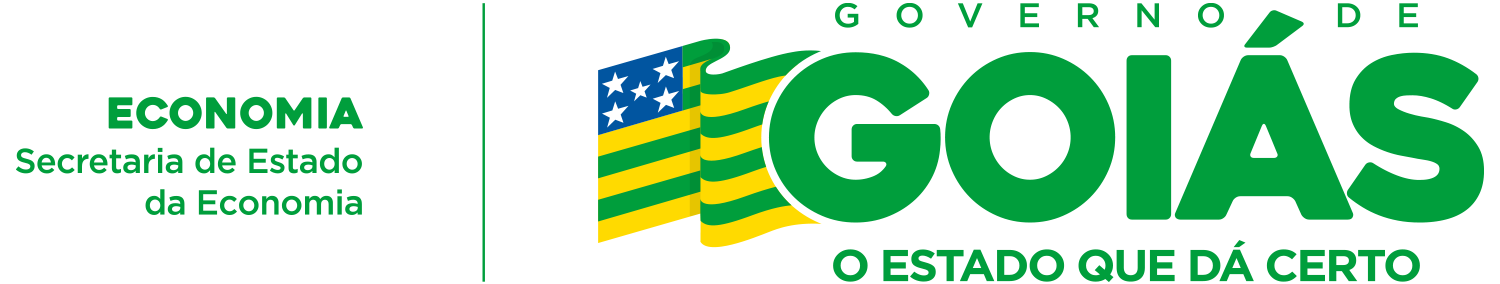 ECONOMIA
Secretaria de Estado
da Economia
GOVERNO DE
GOIÁS
O ESTADO QUE DÁ CERTO